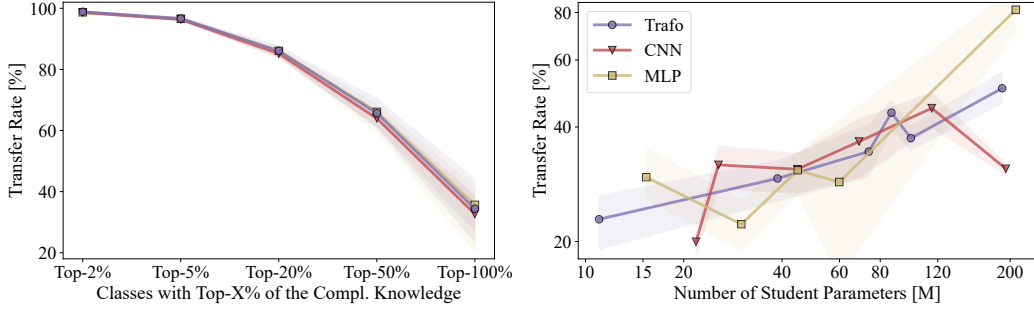 100
80
60
40
20
Transfer Rate [%]
Top-2% Top-5% Top-20% Top-50% Top-100%
Classes with Top-X% of the Compl. Knowledge
80
60
40
20
Transfer Rate [%]
Trafo
CNN
MLP
10 15 20 40 60 80 120 200
Number of Student Parameters [M]